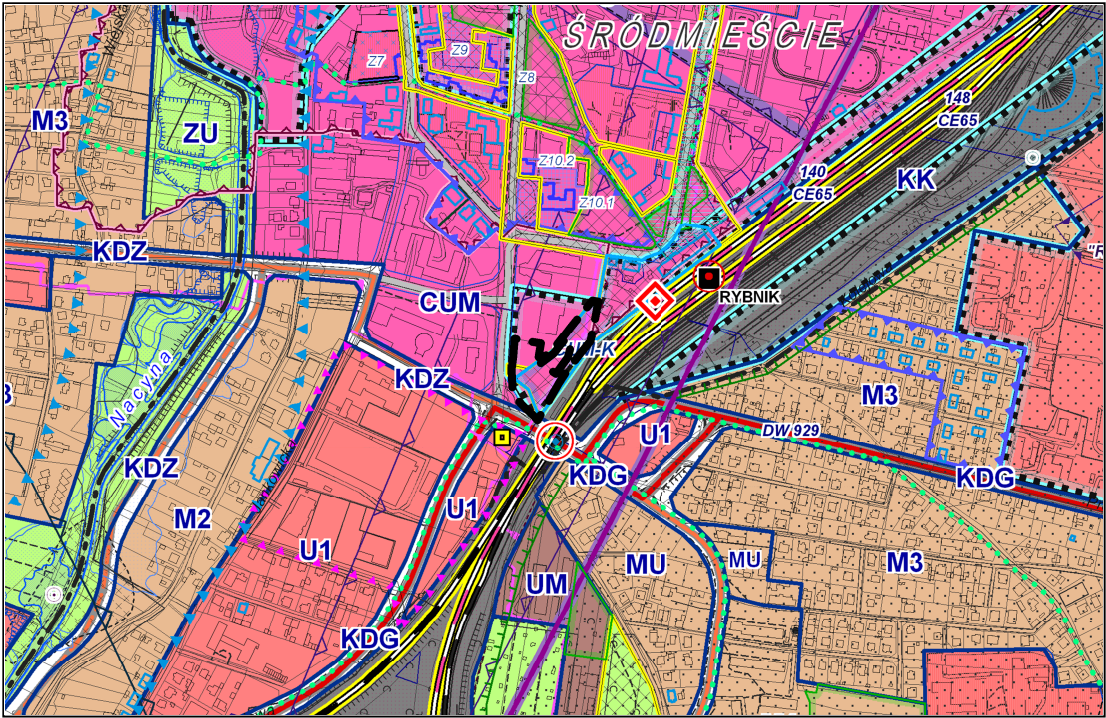 ŚRÓDMIEŚCIE
Z9
Z7
Z8
148
CE65
M3
ZU
Z10.2
140
CE65
KK
Z10.1
KDZ
RYBNIK
CUM
Nacyna
KDZ
M3
U1
DW 929
KDZ
KDG
KDG
U1
M2
U1
MU
MU
M3
UM
KDG